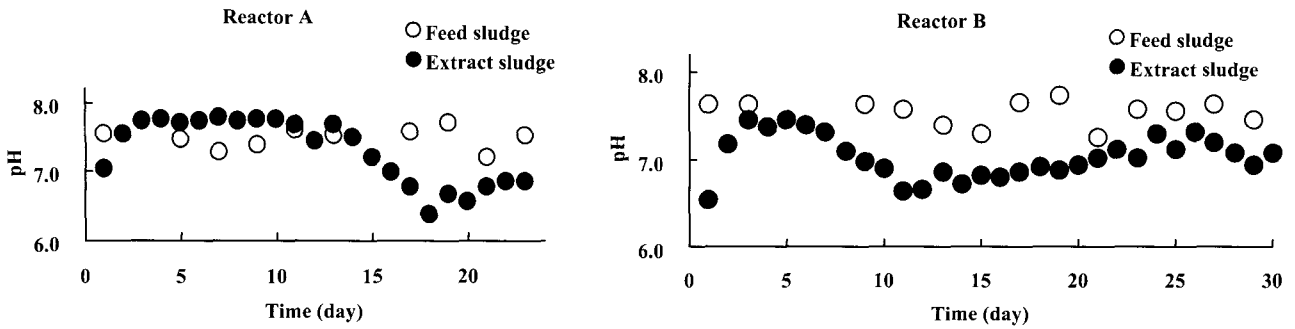 Reactor A
Feed sludge
Extract sludge
8.0
7.0
6.0
pH
0 5 10 15 20
Time (day)
Reactor B
Feed sludge
Extract sludge
8.0
7.0
6.0
pH
0 5 10 15 20 25 30
Time (day)